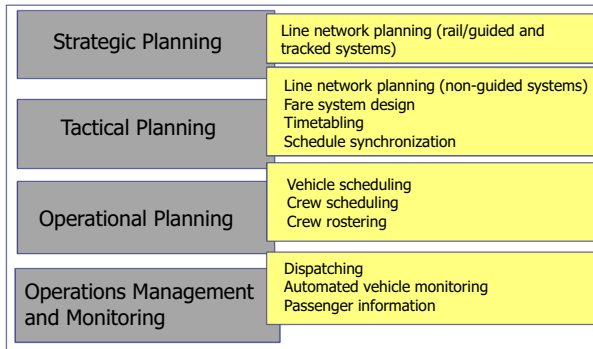 Strategic Planning
Line network planning (rail/guided and
tracked systems)
Tactical Planning
Line network planning (non-guided systems)
Fare system design
Timetabling
Schedule synchronization
Operational Planning
Vehicle scheduling
Crew scheduling
Crew rostering
Operations Management
and Monitoring
Dispatching
Automated vehicle monitoring
Passenger information